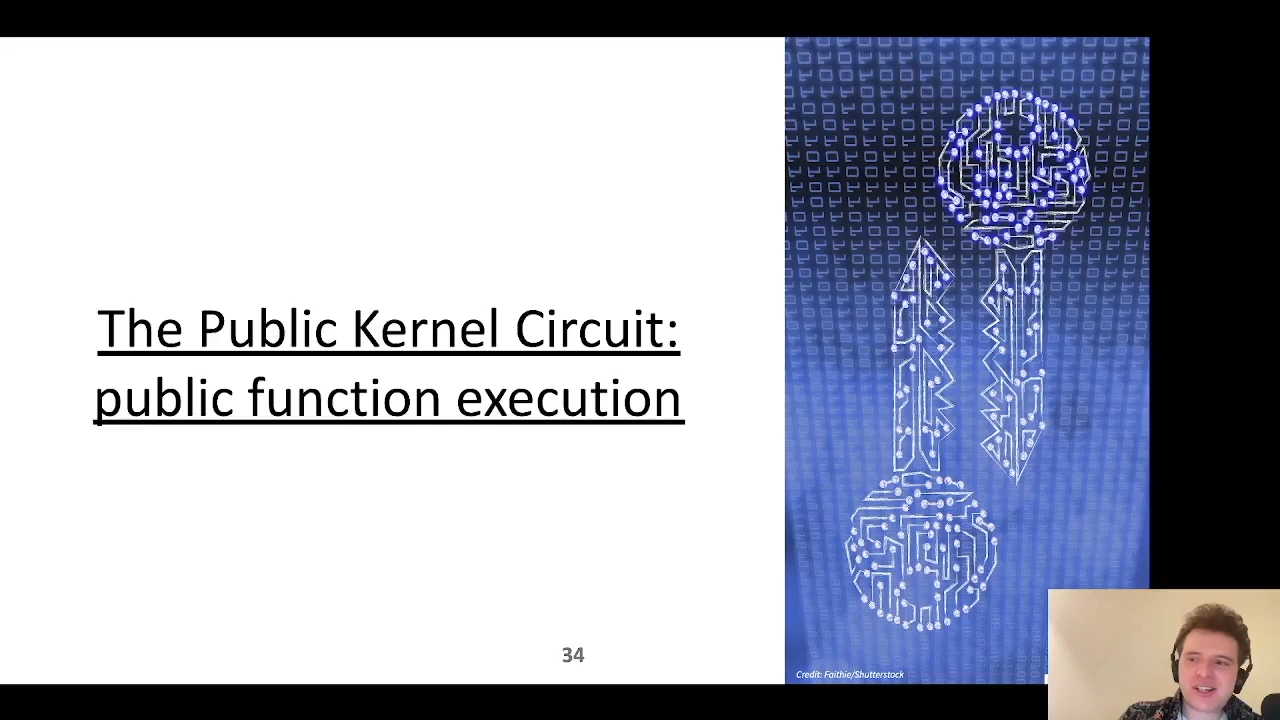 The Public Kernel Circuit:
public function execution
34
Credit: Faithie/Shutterstock